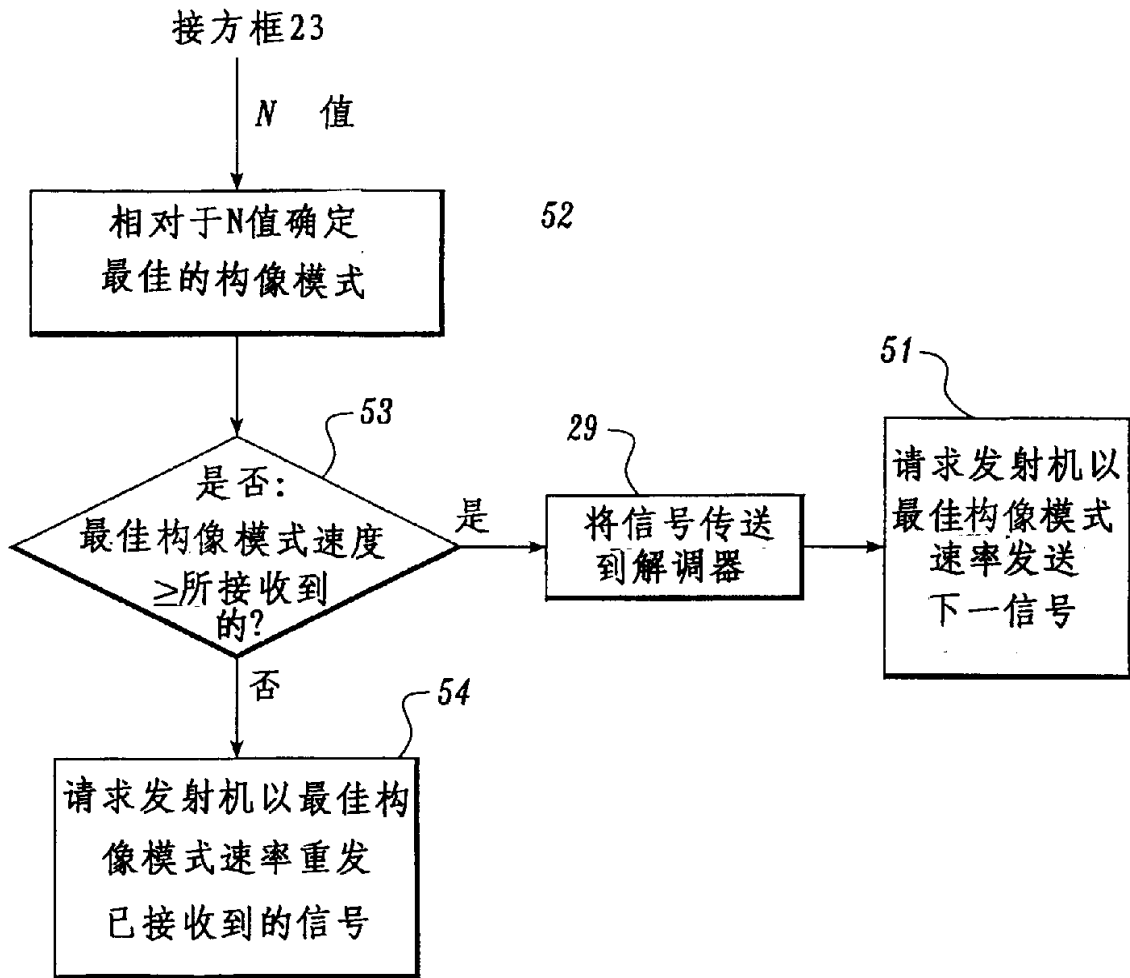 接方框23
N 值
相对于N值确定
最佳的构像模式
52
53
是否:
最佳构像模式速度
≥所接收到
的?
是
29
将信号传送
到解调器
51
请求发射机以
最佳构像模式
速率发送
下一信号
否
54
请求发射机以最佳构
像模式速率重发
已接收到的信号